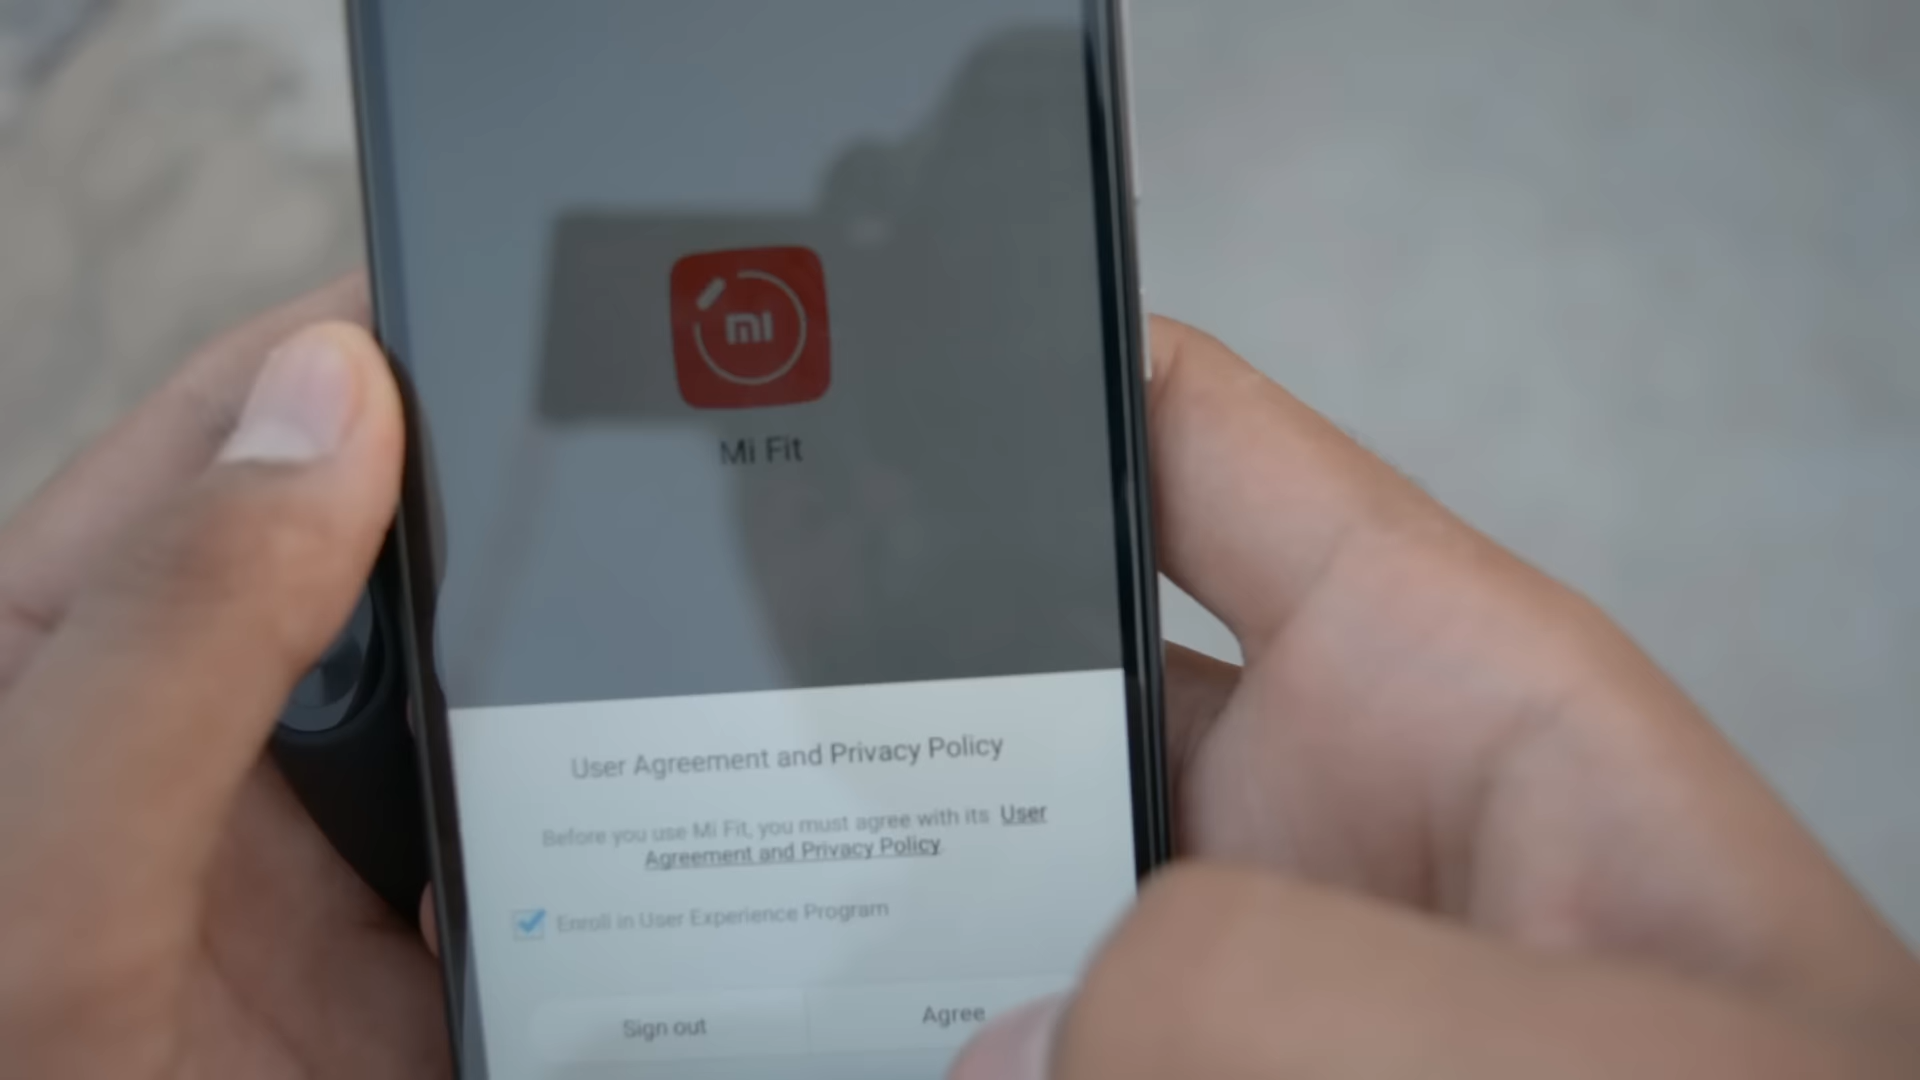 mi
Mi Fit
User Agreement and Privacy Policy
Before you use Mi Fit, you must agree with its User
Agreement and Privacy Policy
Enroll in User Experience Program
Sign out Agree